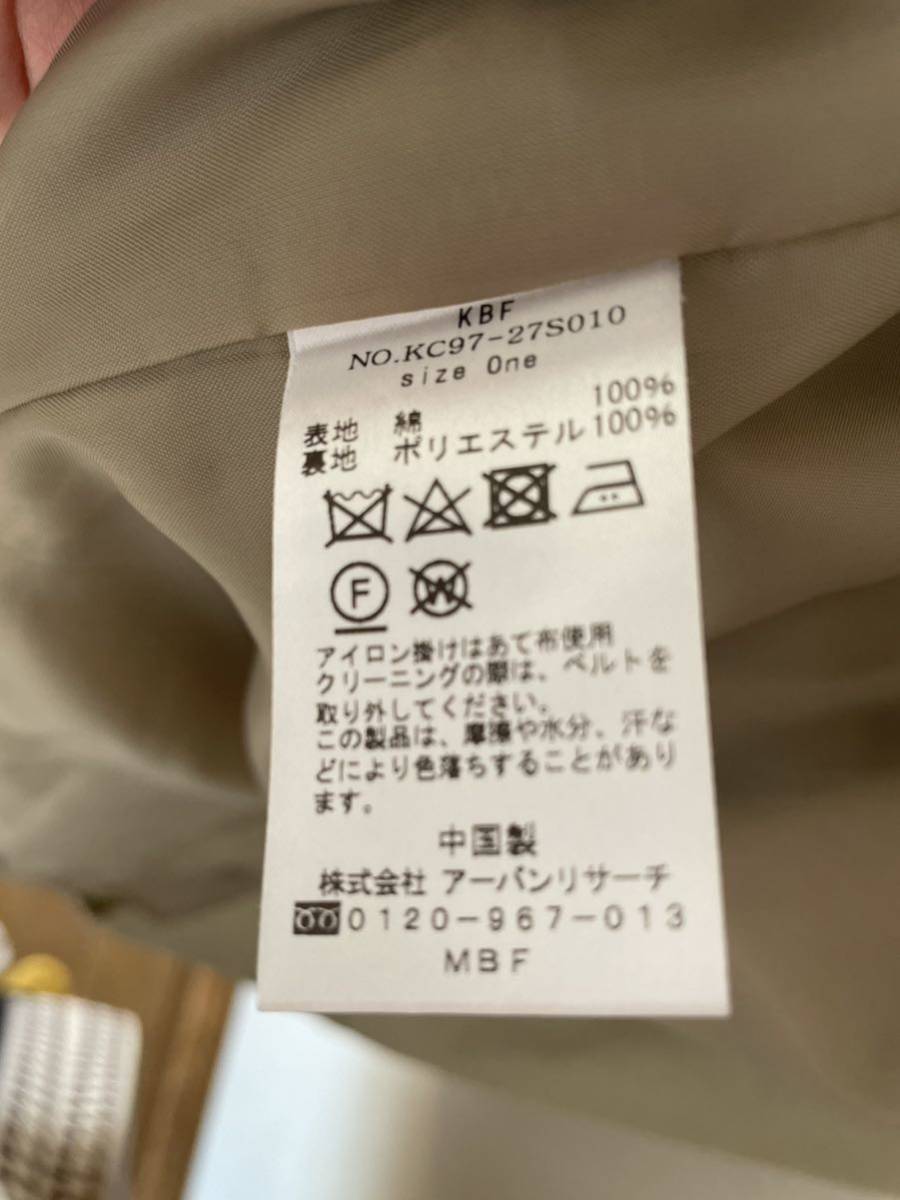 KBF
NO.KC97-27S010
size One
表地 綿 100%
裏地 ポリエステル 100%
F
W
アイロン掛けはあて布使用
クリーニングの際は、ベルトを
取り外してください。
この製品は、摩擦や水分、汗な
どにより色落ちすることがあり
ます。
中国製
株式会社 アーバンリサーチ
0120-967-013
MBF